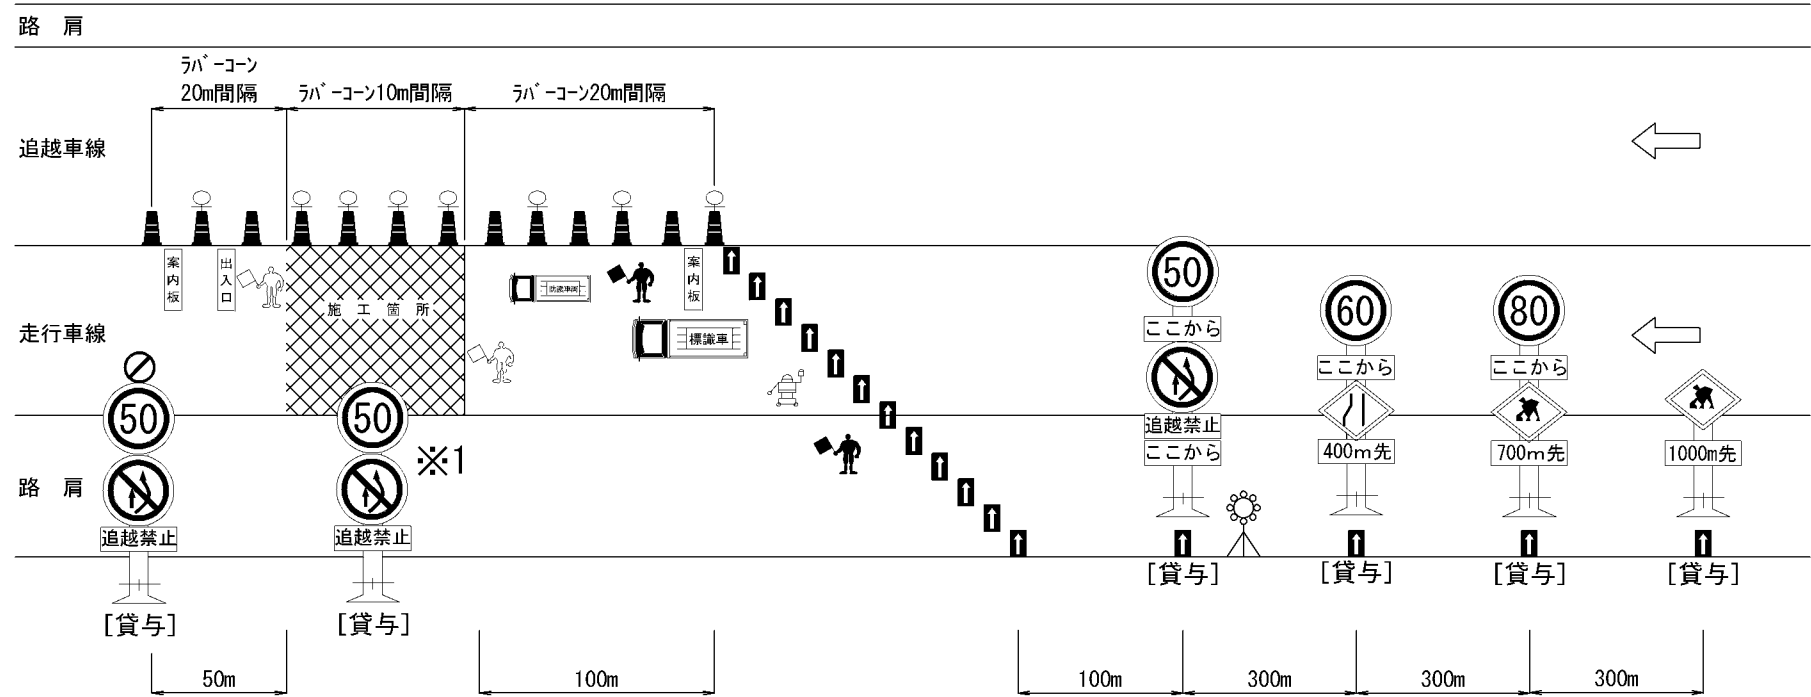 路 肩
ﾗﾊﾞｰｺｰﾝ
20m間隔
ﾗﾊﾞｰｺｰﾝ10m間隔
ﾗﾊﾞｰｺｰﾝ20m間隔
追越車線
案内板
出入口
施工箇所
防護車両
案内板
標識車
走行車線
50
ここから
追越禁止
ここから
60
ここから
400m先
80
ここから
700m先
1000m先
路 肩
50
追越禁止
50
※1
追越禁止
[貸与]
[貸与]
[貸与]
[貸与]
[貸与]
[貸与]
50m
100m
100m
300m
300m
300m